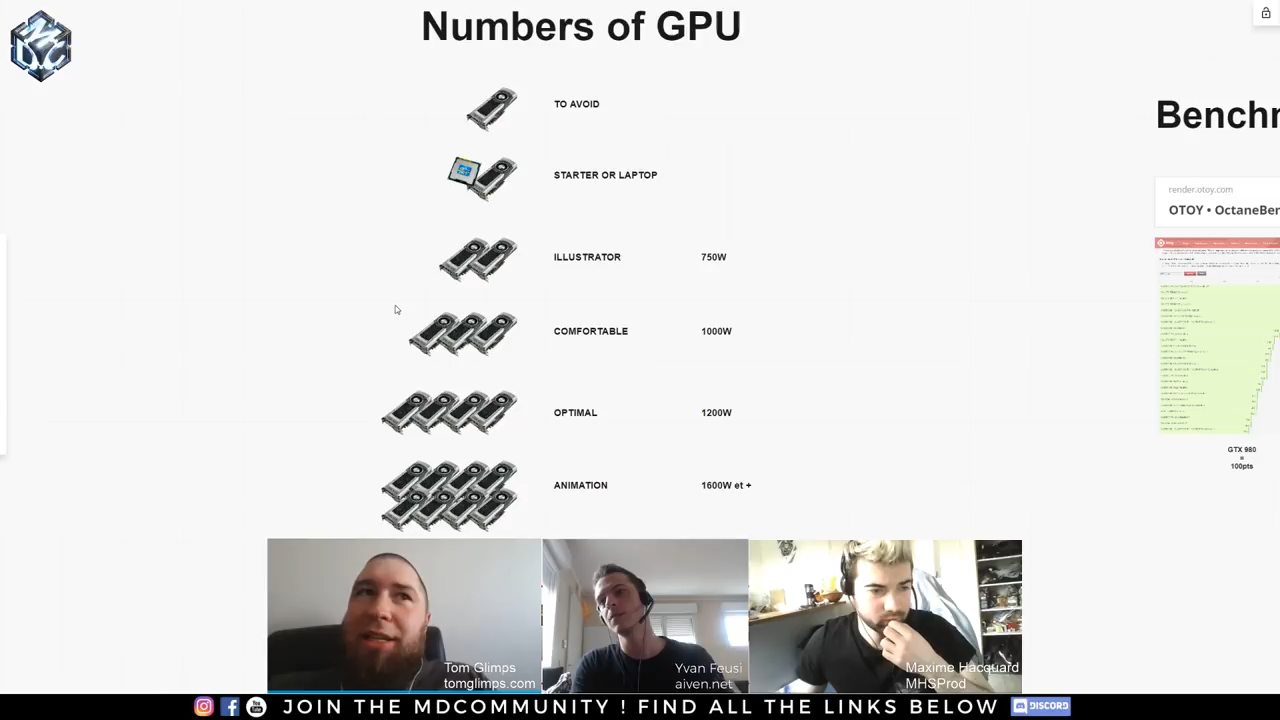 Numbers of GPU
TO AVOID
STARTER OR LAPTOP
ILLUSTRATOR 750W
COMFORTABLE 1000W
OPTIMAL 1200W
ANIMATION 1600W et +
Benchr
render.otoy.com
OTOY • OctaneBen
GTX 980
=
100pts
Tom Glimps
tomglimps.com
Yvan Feusi
aiven.net
Maxime Hacquard
MHSProd
JOIN THE MDCOMMUNITY ! FIND ALL THE LINKS BELOW
DISCORD